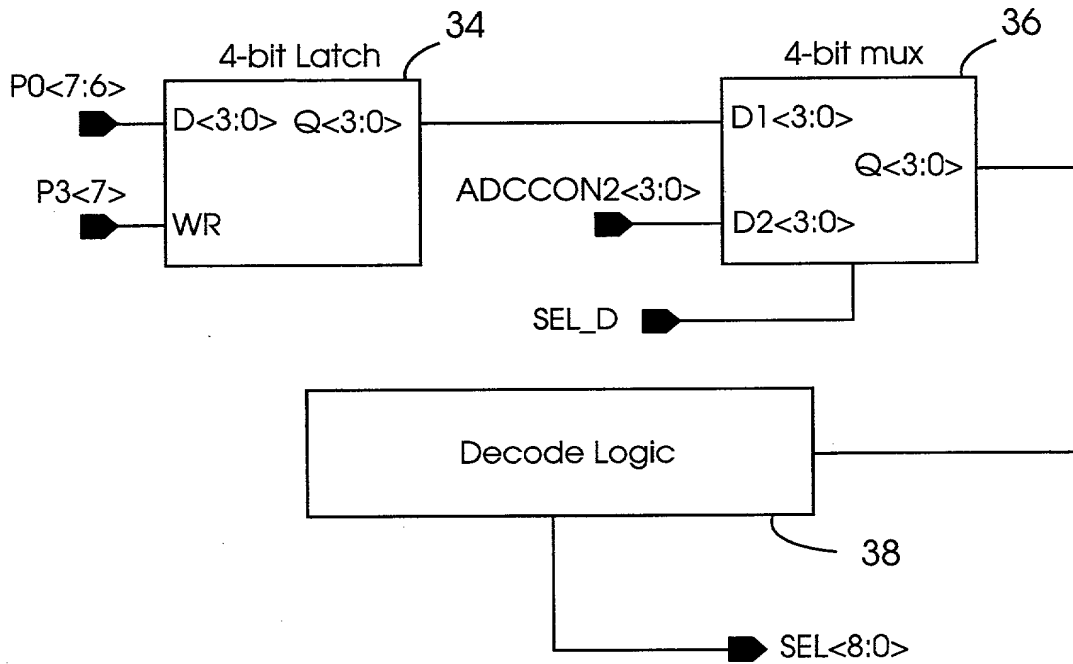 34
36
4-bit Latch
4-bit mux
P0<7:6>
D<3:0> Q<3:0>
D1<3:0>
Q<3:0>
P3<7>
ADCCON2<3:0>
WR
D2<3:0>
SEL_D
Decode Logic
38
SEL<8:0>